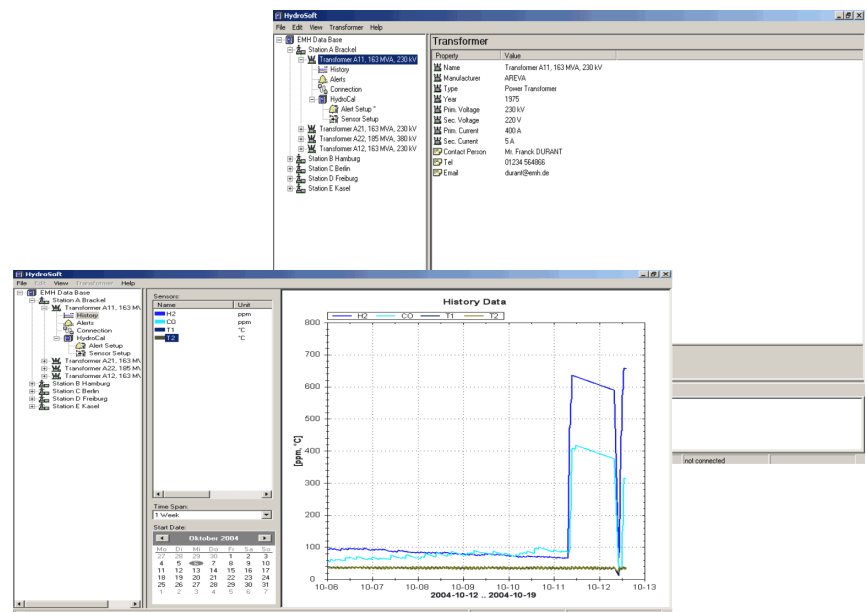 HydroSoft
File Edit View Transformer Help
EMH Data Base
Station A Brackel
Transformer A11, 163 MVA, 230 kV
History
Alerts
Connection
HydroCal
Alert Setup *
Sensor Setup
Transformer A21, 163 MVA, 230 kV
Transformer A22, 185 MVA, 380 kV
Transformer A12, 163 MVA, 230 kV
Station B Hamburg
Station C Berlin
Station D Freiburg
Station E Kasel
Transformer
Property Value
Name Transformer A11, 163 MVA, 230 kV
Manufacturer AREVA
Type Power Transformer
Year 1975
Prim. Voltage 230 kV
Sec. Voltage 220 V
Prim. Current 400 A
Sec. Current 5 A
Contact Person Mr. Franck DURANT
Tel 01234 564866
Email durant@emh.de
not connected
HydroSoft
File Edit View Transformer Help
EMH Data Base
Station A Brackel
Transformer A11, 163 M
History
Alerts
Connection
HydroCal
Alert Setup
Sensor Setup
Transformer A21, 163 M
Transformer A22, 185 M
Transformer A12, 163 M
Station B Hamburg
Station C Berlin
Station D Freiburg
Station E Kasel
Sensors:
Name Unit
H2 ppm
CO ppm
T1 °C
T2 °C
Time Span:
1 Week
Start Date:
Oktober 2004
Mo Di Mi Do Fr Sa So
27 28 29 30 1 2 3
4 5 6 7 8 9 10
11 12 13 14 15 16 17
18 19 20 21 22 23 24
25 26 27 28 29 30 31
1 2 3 4 5 6 7
History Data
H2 CO T1 T2
800
700
600
500
400
300
200
100
0
[ppm, °C]
10-06 10-07 10-08 10-09 10-10 10-11 10-12 10-13
2004-10-12 .. 2004-10-19